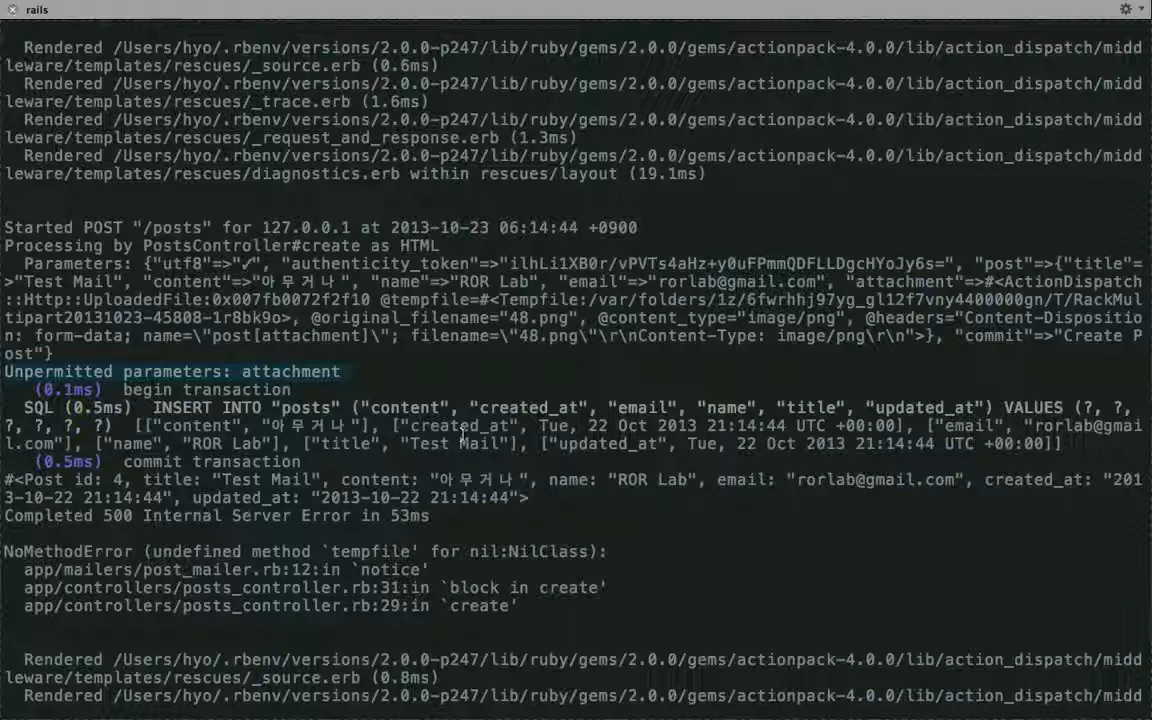 rails
Rendered /Users/hyo/.rbenv/versions/2.0.0-p247/lib/ruby/gems/2.0.0/gems/actionpack-4.0.0/lib/action_dispatch/midd
leware/templates/rescues/_source.erb (0.6ms)
Rendered /Users/hyo/.rbenv/versions/2.0.0-p247/lib/ruby/gems/2.0.0/gems/actionpack-4.0.0/lib/action_dispatch/midd
leware/templates/rescues/_trace.erb (1.6ms)
Rendered /Users/hyo/.rbenv/versions/2.0.0-p247/lib/ruby/gems/2.0.0/gems/actionpack-4.0.0/lib/action_dispatch/midd
leware/templates/rescues/_request_and_response.erb (1.3ms)
Rendered /Users/hyo/.rbenv/versions/2.0.0-p247/lib/ruby/gems/2.0.0/gems/actionpack-4.0.0/lib/action_dispatch/midd
leware/templates/rescues/diagnostics.erb within rescues/layout (19.1ms)
Started POST "/posts" for 127.0.0.1 at 2013-10-23 06:14:44 +0900
Processing by PostsController#create as HTML
Parameters: {"utf8"=>"✓", "authenticity_token"=>"ilhLi1XB0r/vPVTs4aHz+y0uFPmmQDFLLDgcHYoJy6s=", "post"=>{"title"=
>"Test Mail", "content"=>"아무거나", "name"=>"ROR Lab", "email"=>"rorlab@gmail.com", "attachment"=>#<ActionDispatch
::Http::UploadedFile:0x007fb0072f2f10 @tempfile=#<Tempfile:/var/folders/1z/6fwrhhj97yg_gl12f7vny4400000gn/T/RackMul
tipart20131023-45808-1r8bk9o>, @original_filename="48.png", @content_type="image/png", @headers="Content-Dispositio
n: form-data; name=\"post[attachment]\"; filename=\"48.png\"\r\nContent-Type: image/png\r\n">}, "commit"=>"Create P
ost"}
Unpermitted parameters: attachment
(0.1ms)  begin transaction
SQL (0.5ms)  INSERT INTO "posts" ("content", "created_at", "email", "name", "title", "updated_at") VALUES (?, ?,
?, ?, ?, ?)  [["content", "아무거나"], ["created_at", Tue, 22 Oct 2013 21:14:44 UTC +00:00], ["email", "rorlab@gmai
l.com"], ["name", "ROR Lab"], ["title", "Test Mail"], ["updated_at", Tue, 22 Oct 2013 21:14:44 UTC +00:00]]
(0.5ms)  commit transaction
#<Post id: 4, title: "Test Mail", content: "아무거나", name: "ROR Lab", email: "rorlab@gmail.com", created_at: "201
3-10-22 21:14:44", updated_at: "2013-10-22 21:14:44">
Completed 500 Internal Server Error in 53ms
NoMethodError (undefined method `tempfile' for nil:NilClass):
app/mailers/post_mailer.rb:12:in `notice'
app/controllers/posts_controller.rb:31:in `block in create'
app/controllers/posts_controller.rb:29:in `create'
Rendered /Users/hyo/.rbenv/versions/2.0.0-p247/lib/ruby/gems/2.0.0/gems/actionpack-4.0.0/lib/action_dispatch/midd
leware/templates/rescues/_source.erb (0.8ms)
Rendered /Users/hyo/.rbenv/versions/2.0.0-p247/lib/ruby/gems/2.0.0/gems/actionpack-4.0.0/lib/action_dispatch/midd